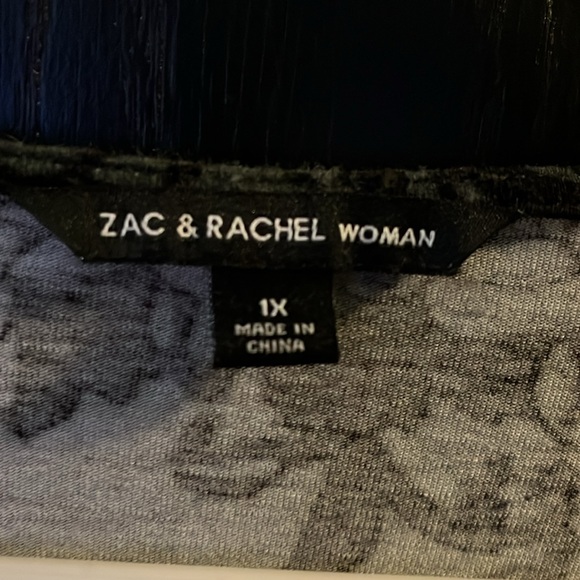 ZAC & RACHEL WOMAN
1X
MADE IN
CHINA